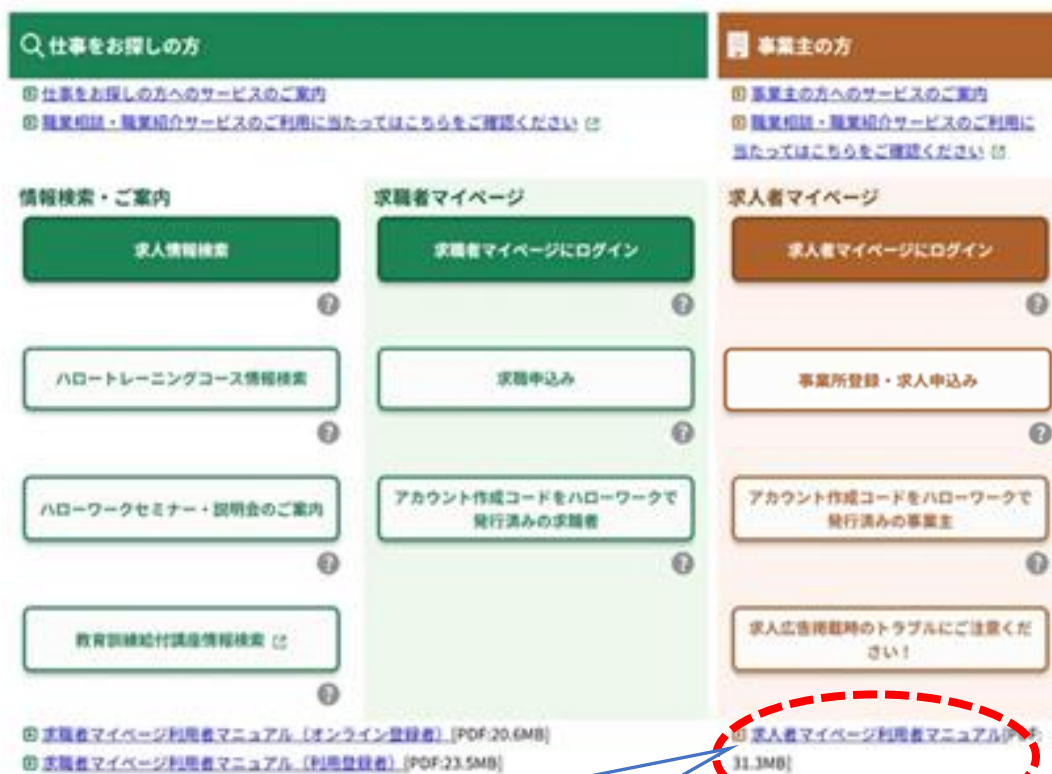 仕事をお探しの方
仕事をお探しの方へのサービスのご案内
職業相談・職業紹介サービスのご利用に当たってはこちらをご確認ください
情報検索・ご案内
求人情報検索
ハロートレーニングコース情報検索
ハローワークセミナー・説明会のご案内
教育訓練給付講座情報検索
求職者マイページ
求職者マイページにログイン
求職申込み
アカウント作成コードをハローワークで
発行済みの求職者
求職者マイページ利用者マニュアル（オンライン登録者）[PDF:20.6MB]
求職者マイページ利用者マニュアル（利用登録者）[PDF:23.5MB]
事業主の方
事業主の方へのサービスのご案内
職業相談・職業紹介サービスのご利用に
当たってはこちらをご確認ください
求人者マイページ
求人者マイページにログイン
事業所登録・求人申込み
アカウント作成コードをハローワークで
発行済みの事業主
求人広告掲載時のトラブルにご注意くだ
さい！
求人者マイページ利用者マニュアル[PDF:
31.3MB]